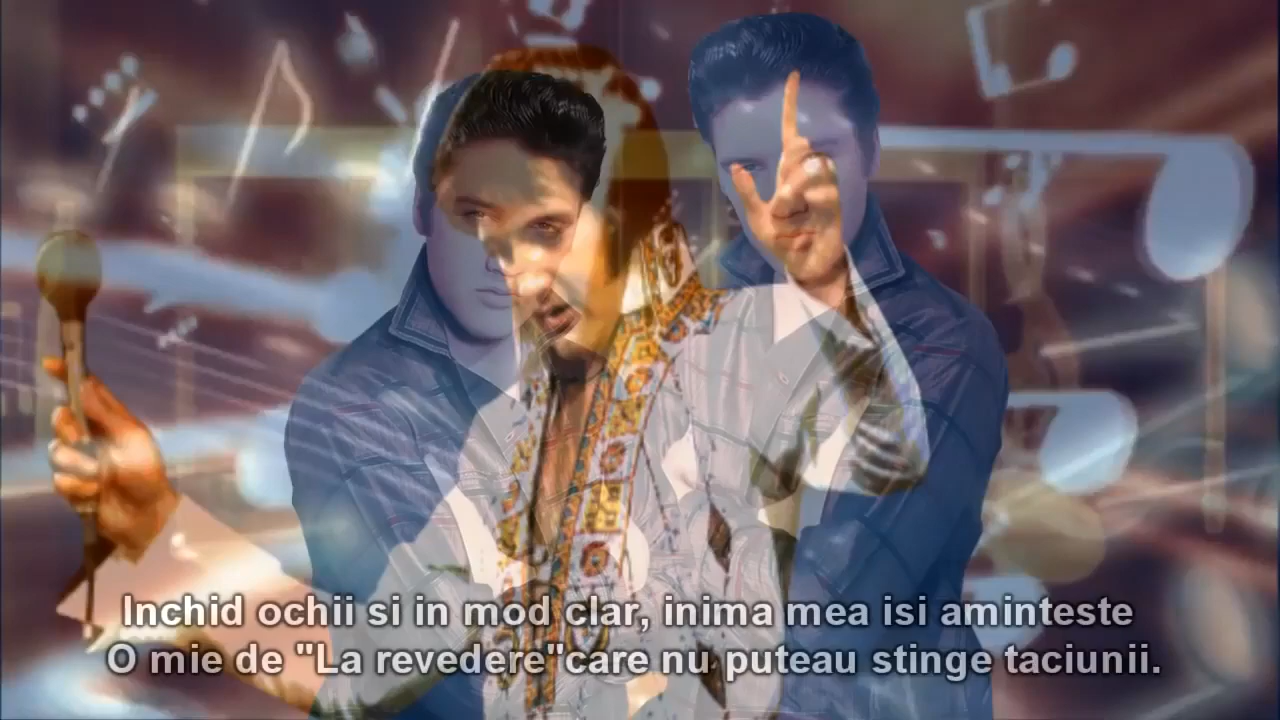 Inchid ochii si in mod clar, inima mea isi aminteste
O mie de "La revedere"care nu puteau stinge taciunii.